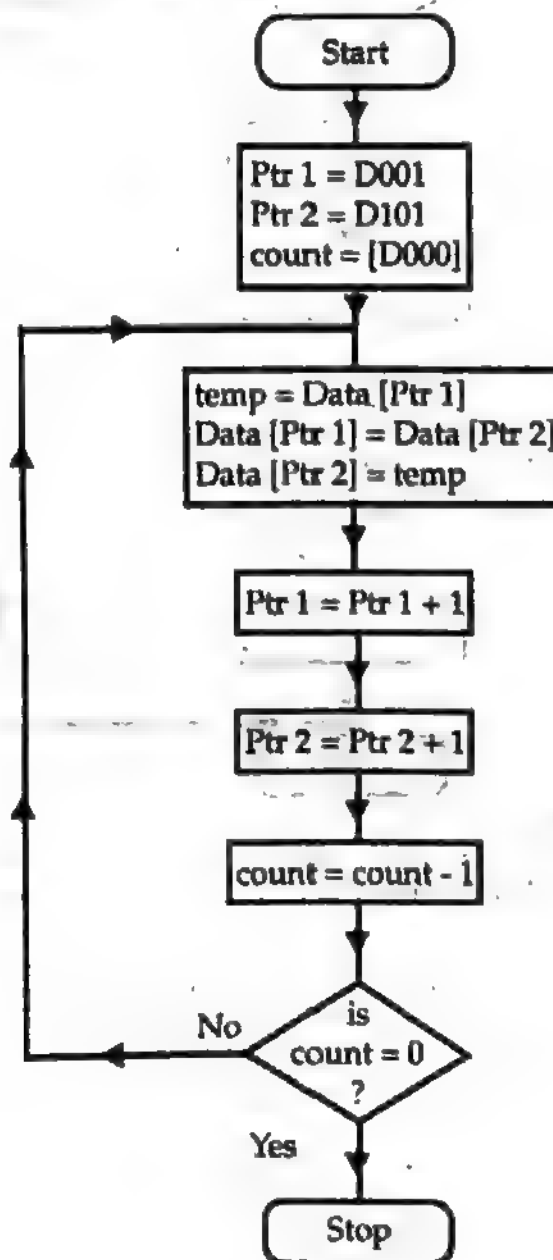 Start
Ptr 1 = D001
Ptr 2 = D101
count = [D000]
temp = Data [Ptr 1]
Data [Ptr 1] = Data [Ptr 2]
Data [Ptr 2] = temp
Ptr 1 = Ptr 1 + 1
Ptr 2 = Ptr 2 + 1
count = count - 1
is
No
count = 0
?
Yes
Stop